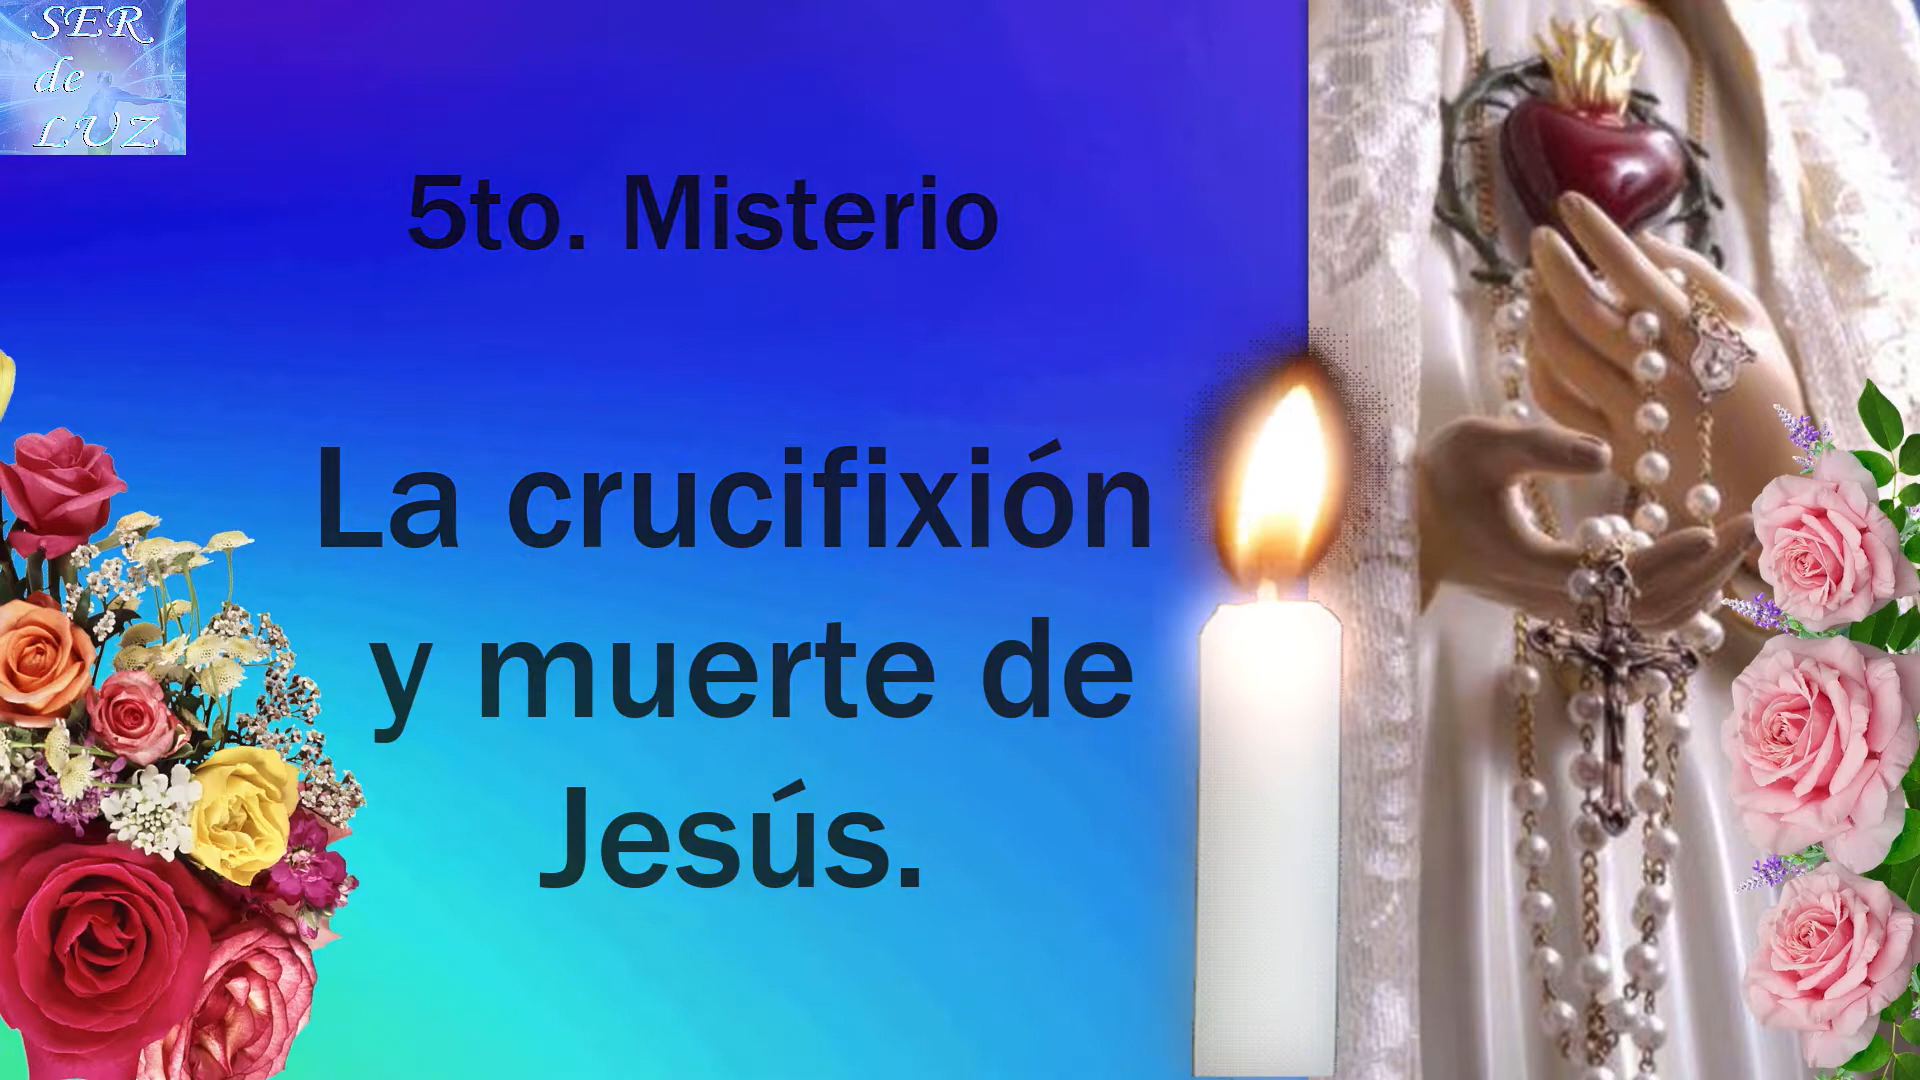 SER
de
LUZ
5to. Misterio
La crucifixión
y muerte de
Jesús.